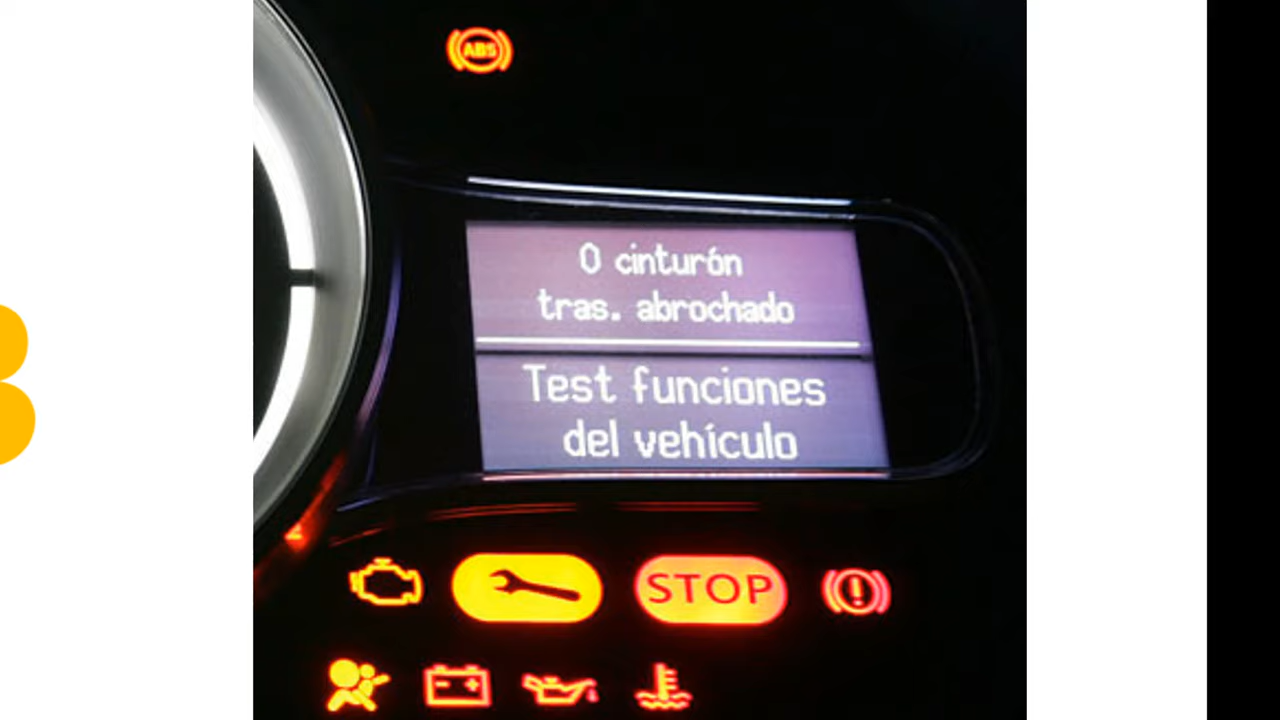 ABS
0 cinturón
tras. abrochado
Test funciones
del vehículo
STOP